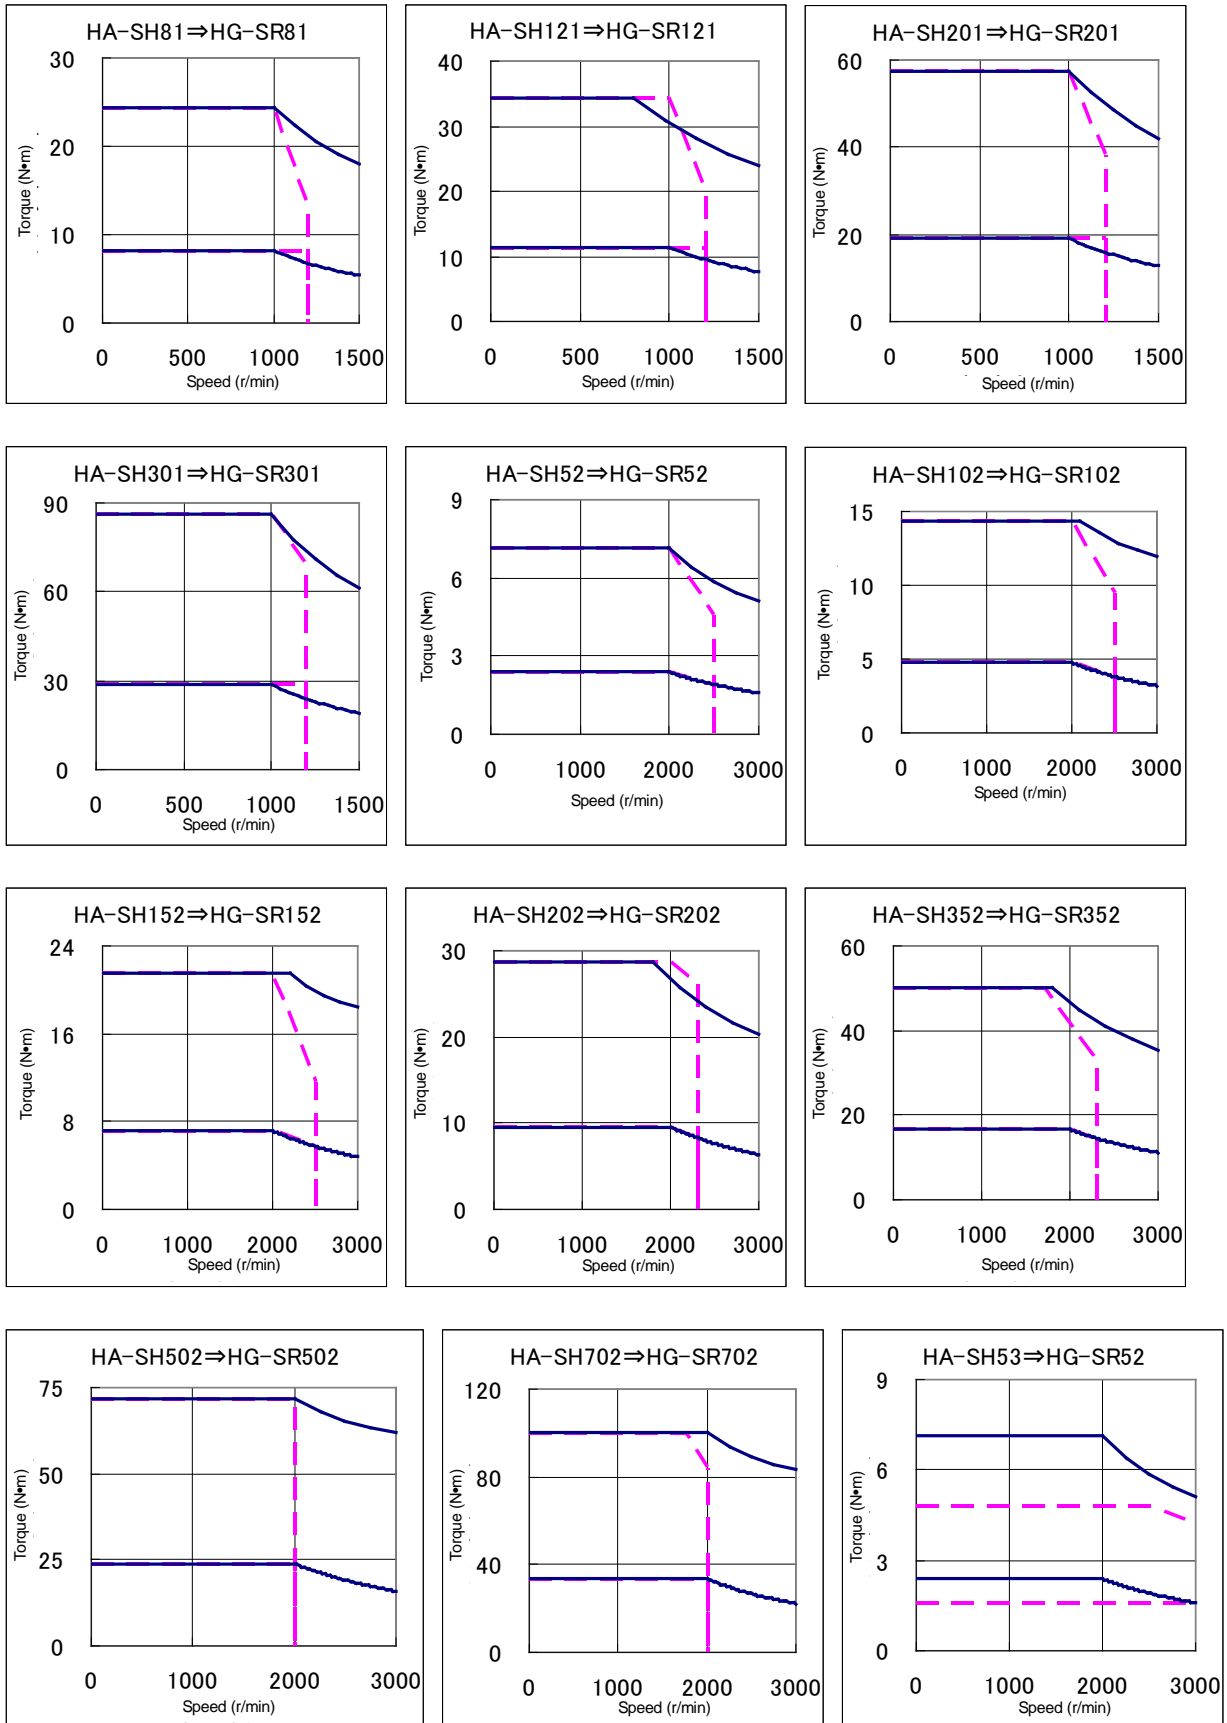 HA-SH81⇒HG-SR81
30
20
10
0
Torque (N•m)
0 500 1000 1500
Speed (r/min)
HA-SH121⇒HG-SR121
40
30
20
10
0
Torque (N•m)
0 500 1000 1500
Speed (r/min)
HA-SH201⇒HG-SR201
60
40
20
0
Torque (N•m)
0 500 1000 1500
Speed (r/min)
HA-SH301⇒HG-SR301
90
60
30
0
Torque (N•m)
0 500 1000 1500
Speed (r/min)
HA-SH52⇒HG-SR52
9
6
3
0
Torque (N•m)
0 1000 2000 3000
Speed (r/min)
HA-SH102⇒HG-SR102
15
10
5
0
Torque (N•m)
0 1000 2000 3000
Speed (r/min)
HA-SH152⇒HG-SR152
24
16
8
0
Torque (N•m)
0 1000 2000 3000
Speed (r/min)
HA-SH202⇒HG-SR202
30
20
10
0
Torque (N•m)
0 1000 2000 3000
Speed (r/min)
HA-SH352⇒HG-SR352
60
40
20
0
Torque (N•m)
0 1000 2000 3000
Speed (r/min)
HA-SH502⇒HG-SR502
75
50
25
0
Torque (N•m)
0 1000 2000 3000
Speed (r/min)
HA-SH702⇒HG-SR702
120
80
40
0
Torque (N•m)
0 1000 2000 3000
Speed (r/min)
HA-SH53⇒HG-SR52
9
6
3
0
Torque (N•m)
0 1000 2000 3000
Speed (r/min)